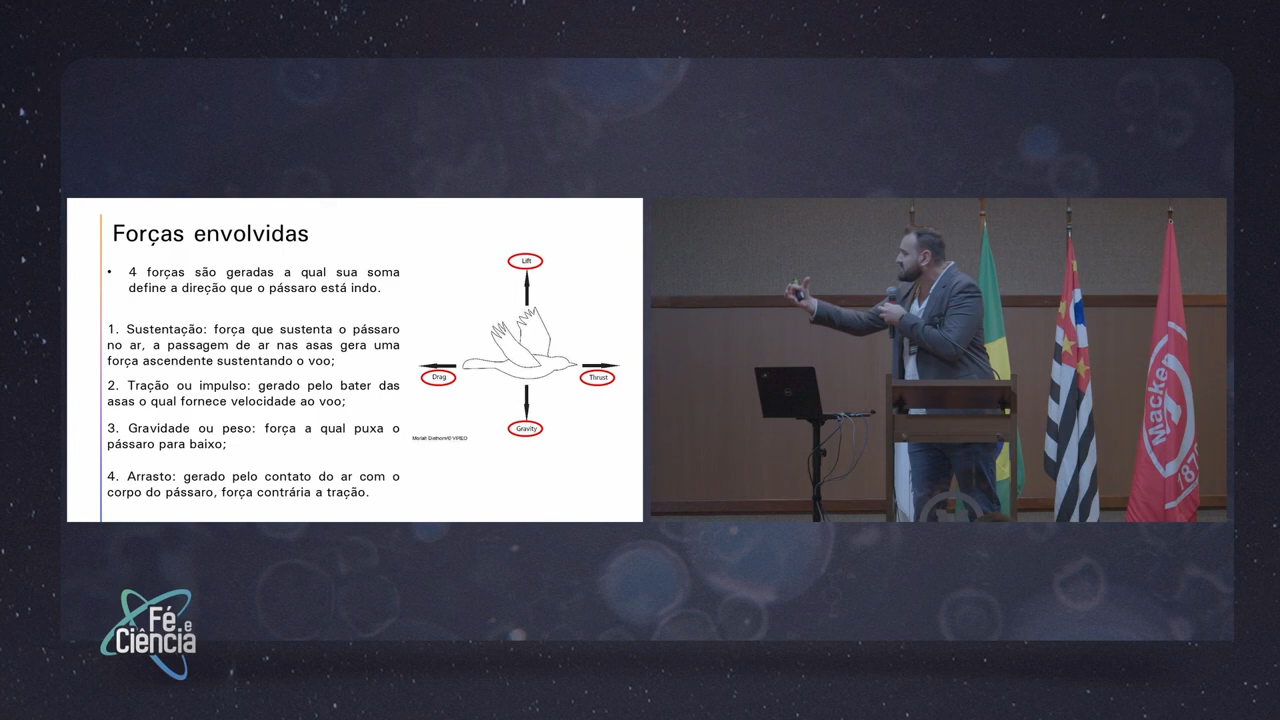 Forças envolvidas
• 4 forças são geradas a qual sua soma
define a direção que o pássaro está indo.
1. Sustentação: força que sustenta o pássaro
no ar, a passagem de ar nas asas gera uma
força ascendente sustentando o voo;
2. Tração ou impulso: gerado pelo bater das
asas o qual fornece velocidade ao voo;
3. Gravidade ou peso: força a qual puxa o
pássaro para baixo;
4. Arrasto: gerado pelo contato do ar com o
corpo do pássaro, força contrária a tração.
Lift
Drag
Thrust
Gravity
Macke
187
Fé e
Ciência